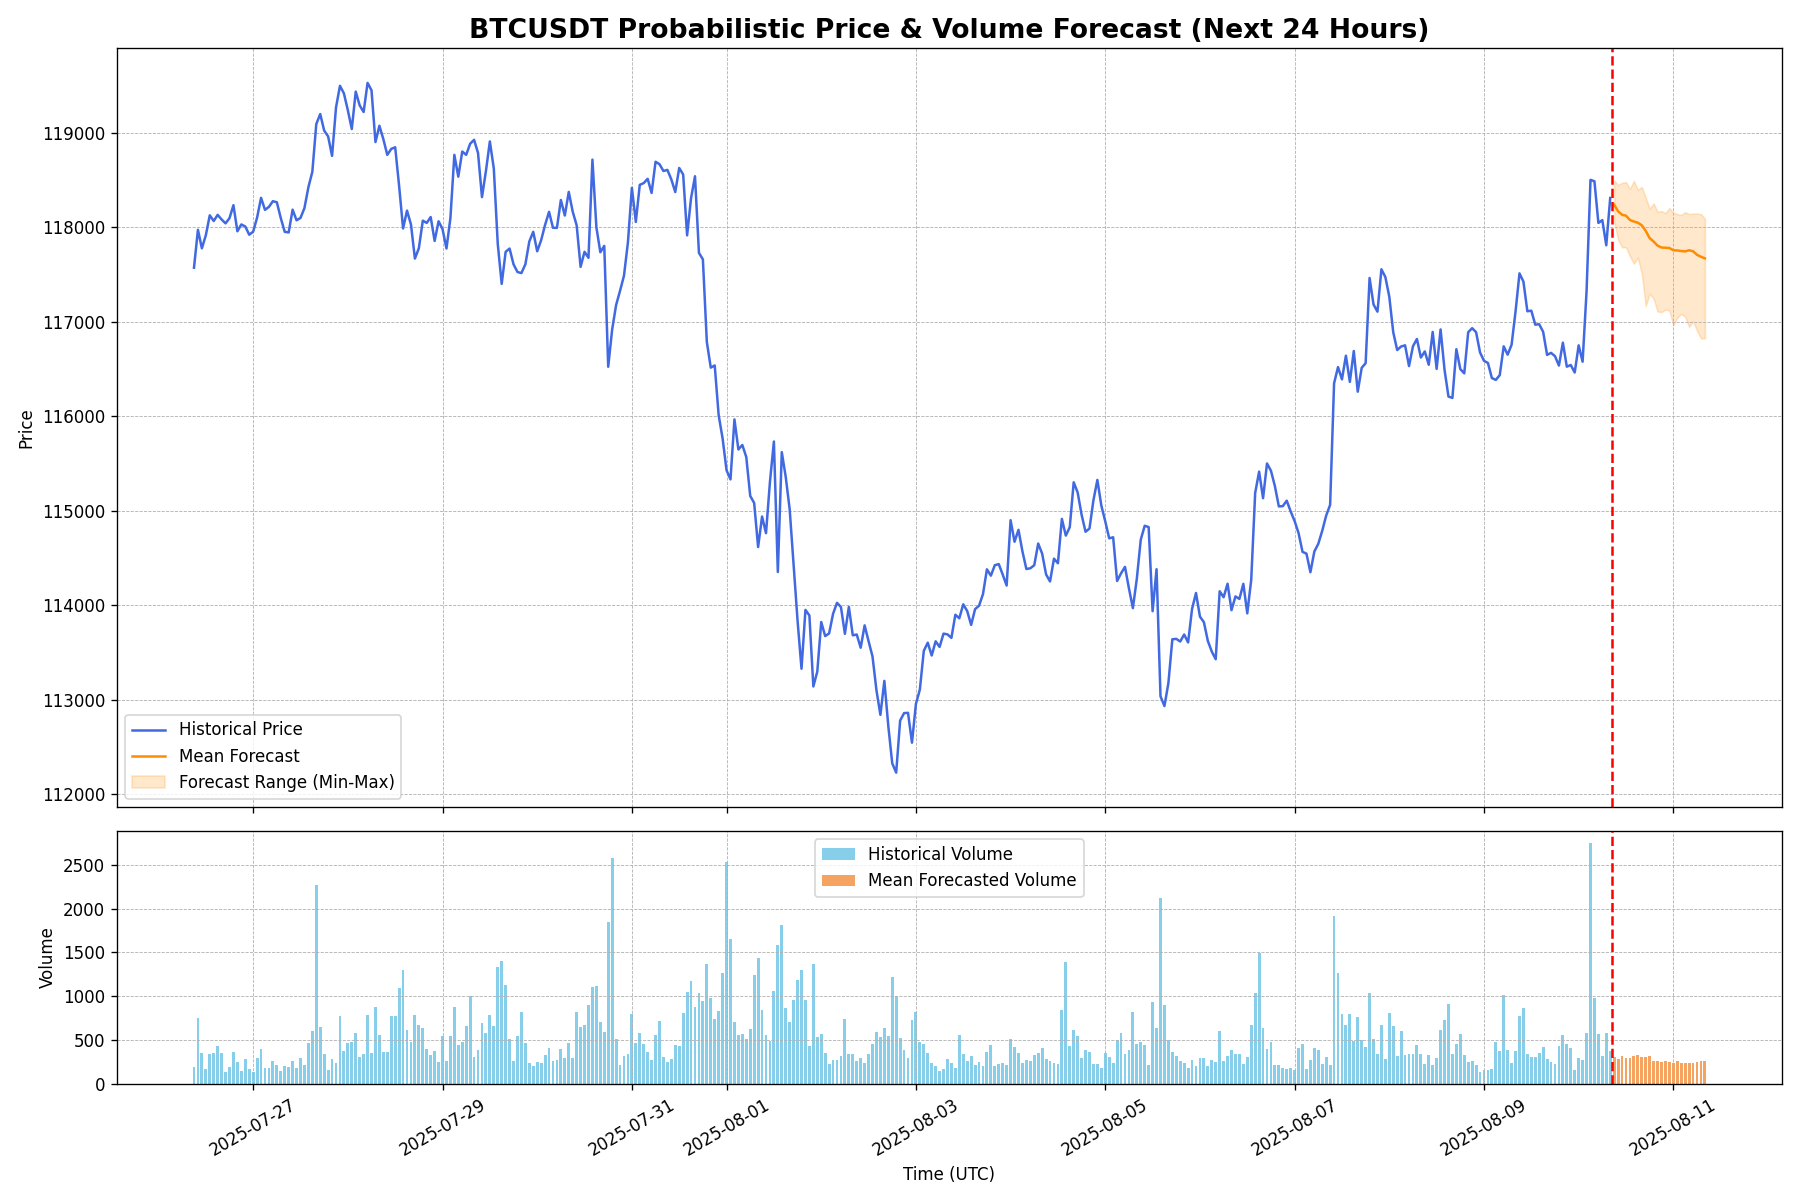 BTCUSDT Probabilistic Price & Volume Forecast (Next 24 Hours)
119000
118000
117000
116000
115000
114000
113000
112000
Price
Historical Price
Mean Forecast
Forecast Range (Min-Max)
2500
2000
1500
1000
500
0
Volume
Historical Volume
Mean Forecasted Volume
2025-07-27
2025-07-29
2025-07-31
2025-08-01
2025-08-03
2025-08-05
2025-08-07
2025-08-09
2025-08-11
Time (UTC)